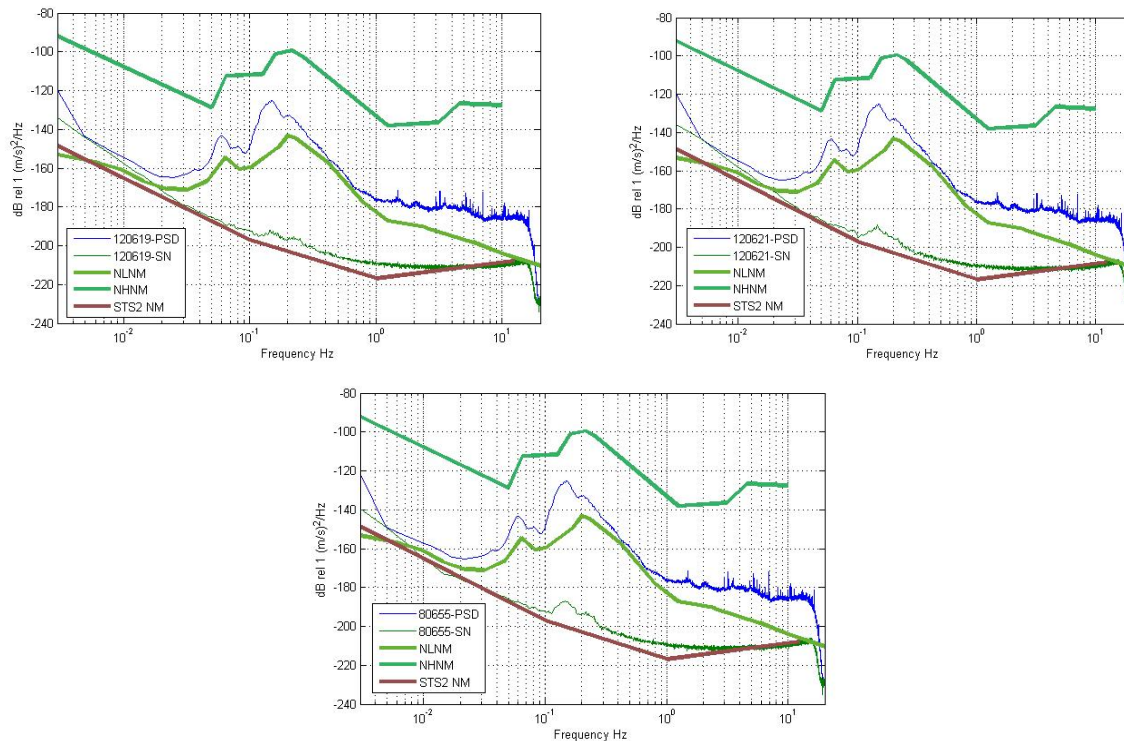 -80
-100
-120
-140
-160
-180
-200
-220
-240
dB rel 1 (m/s)²/Hz
120619-PSD
120619-SN
NLNM
NHNM
STS2 NM
10⁻²
10⁻¹
10⁰
10¹
Frequency Hz
-80
-100
-120
-140
-160
-180
-200
-220
-240
dB rel 1 (m/s)²/Hz
120621-PSD
120621-SN
NLNM
NHNM
STS2 NM
10⁻²
10⁻¹
10⁰
10¹
Frequency Hz
-80
-100
-120
-140
-160
-180
-200
-220
-240
dB rel 1 (m/s)²/Hz
80655-PSD
80655-SN
NLNM
NHNM
STS2 NM
10⁻²
10⁻¹
10⁰
10¹
Frequency Hz